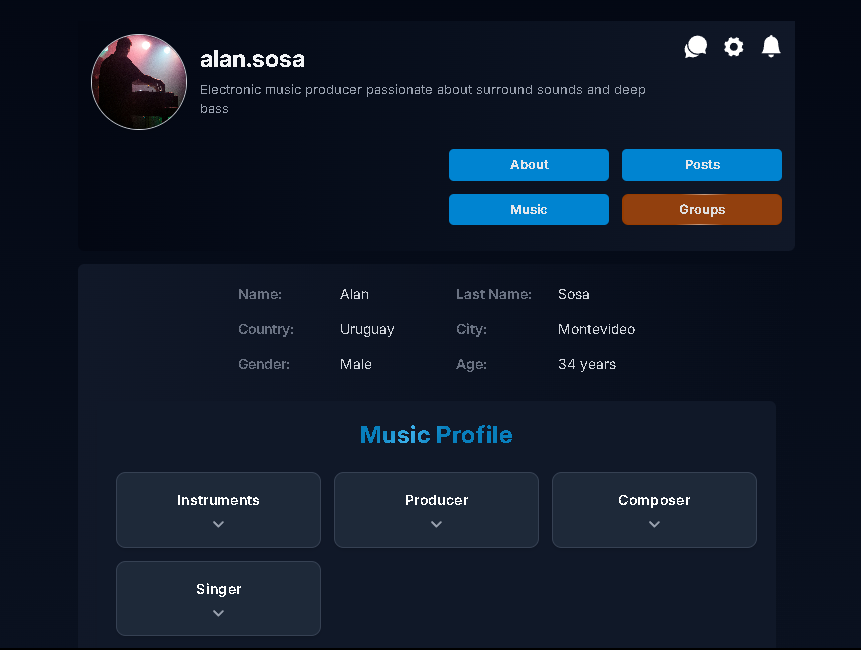 alan.sosa
Electronic music producer passionate about surround sounds and deep
bass
About
Posts
Music
Groups
Name: Alan Last Name: Sosa
Country: Uruguay City: Montevideo
Gender: Male Age: 34 years
Music Profile
Instruments
Producer
Composer
Singer